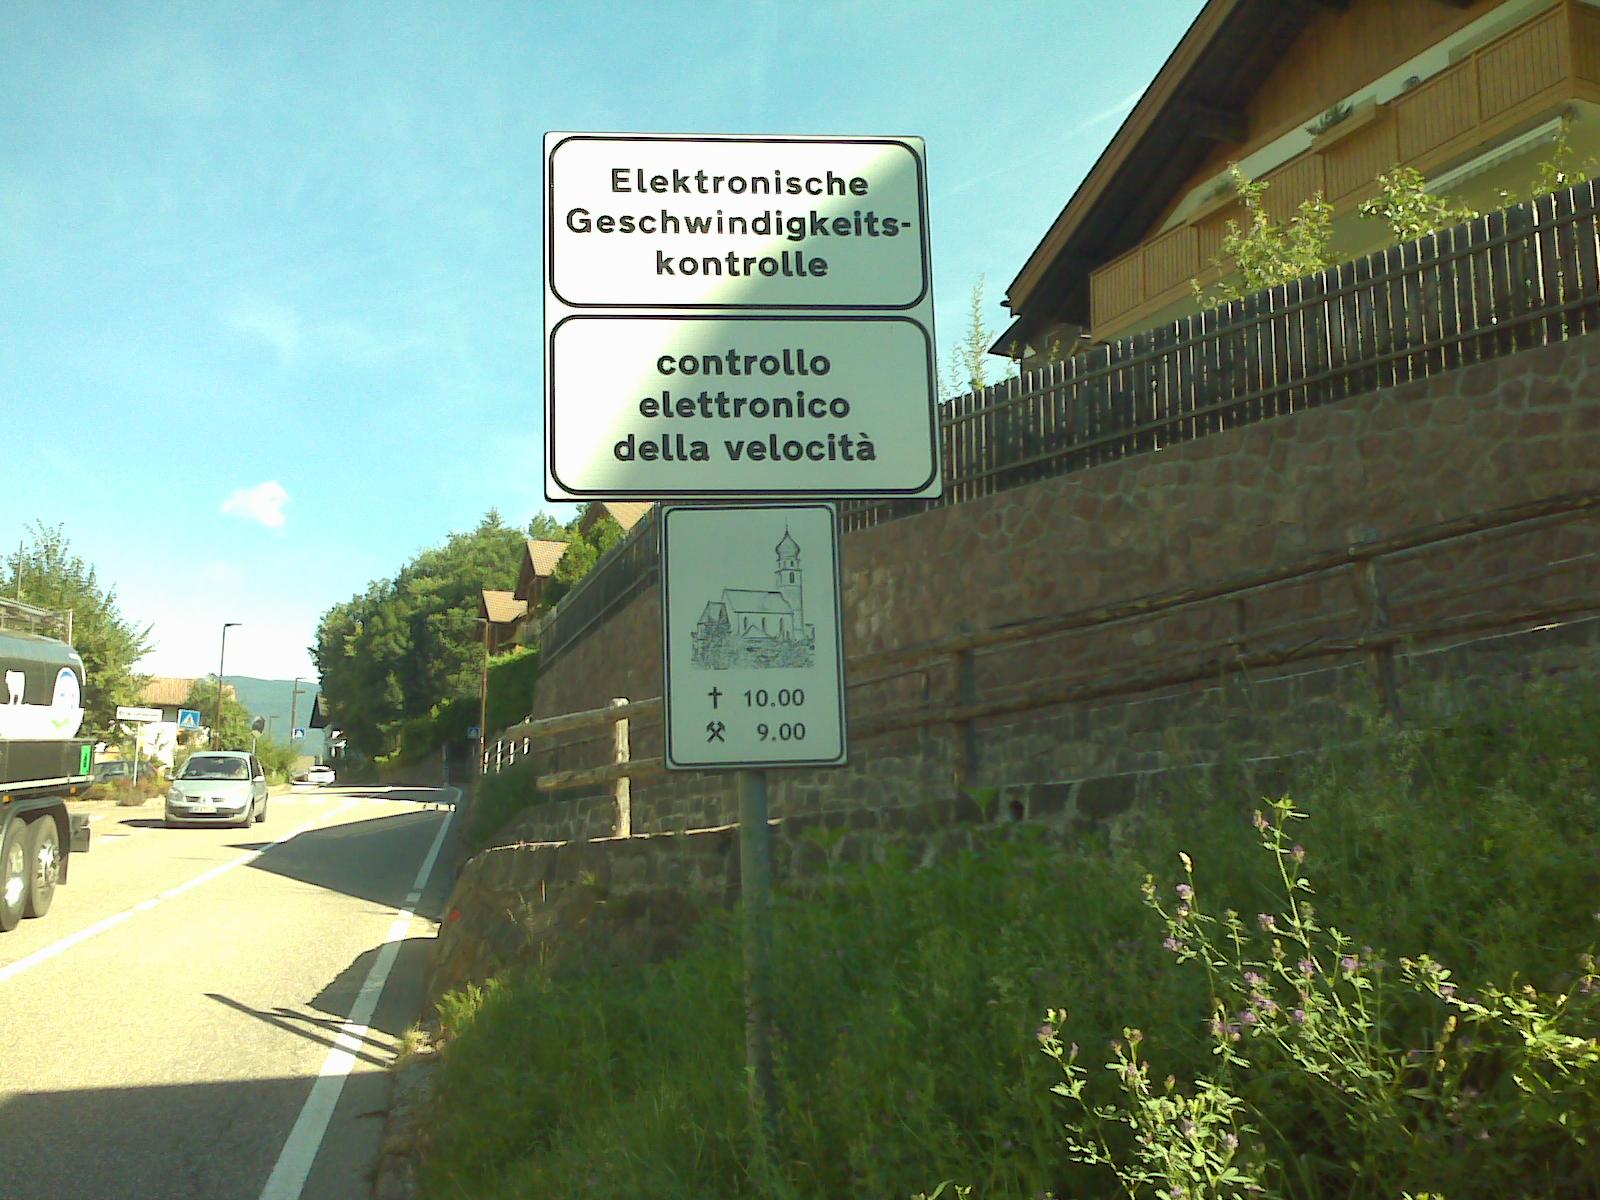 Elektronische
Geschwindigkeits-
kontrolle
controllo
elettronico
della velocità
10.00
9.00